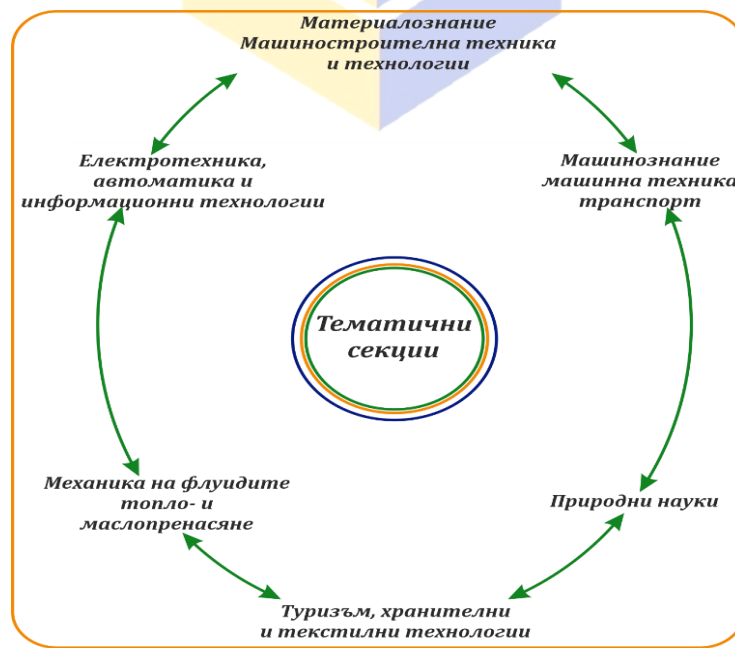 Материалознание
Машиностроителна техника
и технологии
Електротехника,
автоматика и
информационни технологии
Машинознание
машинна техника
транспорт
Тематични
секции
Механика на флуидите
топло- и
маслопренасяне
Природни науки
Туризъм, хранителни
и текстилни технологии